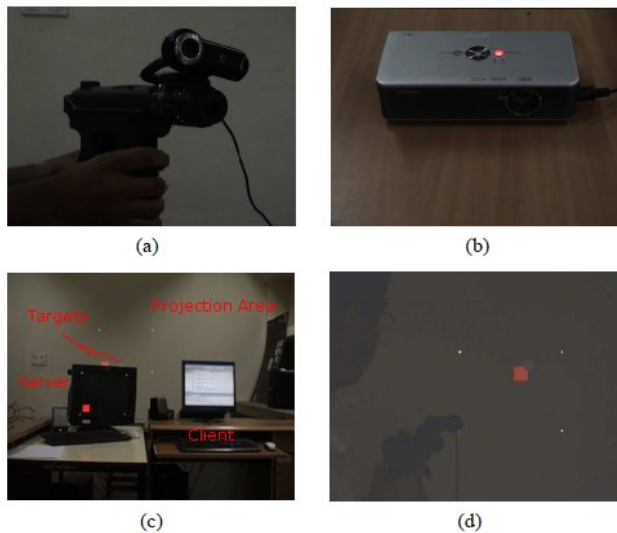 (a)
(b)
Projection Area
Targets
Server
Client
(c)
(d)